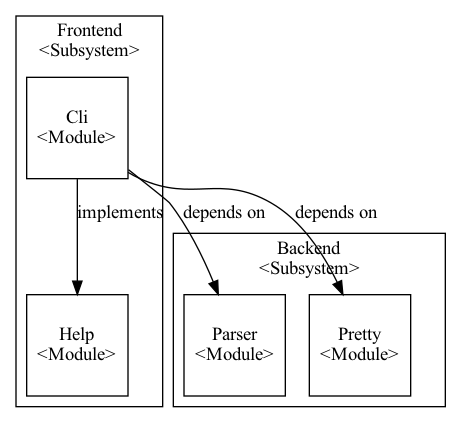 Frontend
<Subsystem>
Cli
<Module>
implements
depends on
depends on
Backend
<Subsystem>
Help
<Module>
Parser
<Module>
Pretty
<Module>